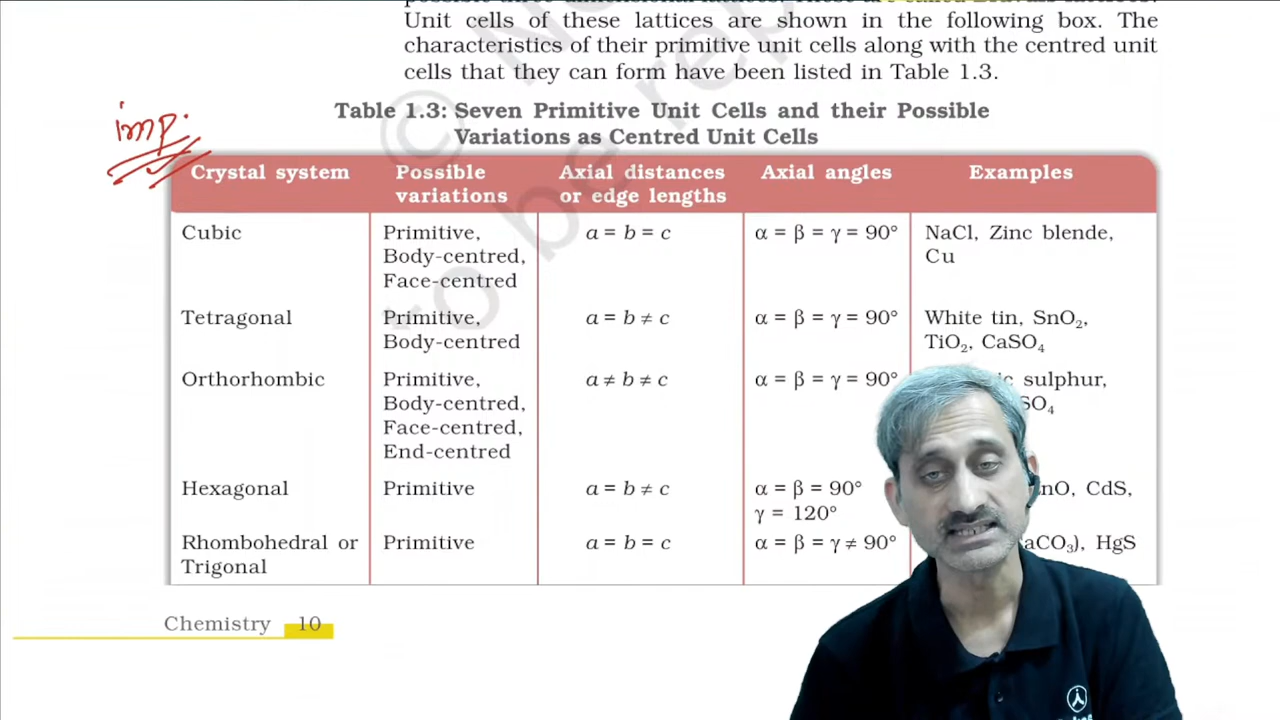 Unit cells of these lattices are shown in the following box. The
characteristics of their primitive unit cells along with the centred unit
cells that they can form have been listed in Table 1.3.
imp.
Table 1.3: Seven Primitive Unit Cells and their Possible
Variations as Centred Unit Cells
Crystal system Possible variations Axial distances or edge lengths Axial angles Examples
Cubic Primitive, Body-centred, Face-centred a = b = c α = β = γ = 90° NaCl, Zinc blende, Cu
Tetragonal Primitive, Body-centred a = b ≠ c α = β = γ = 90° White tin, SnO₂, TiO₂, CaSO₄
Orthorhombic Primitive, Body-centred, Face-centred, End-centred a ≠ b ≠ c α = β = γ = 90° sulphur, SO₄
Hexagonal Primitive a = b ≠ c α = β = 90° γ = 120° nO, CdS,
Rhombohedral or Trigonal Primitive a = b = c α = β = γ ≠ 90° aCO₃), HgS
Chemistry 10